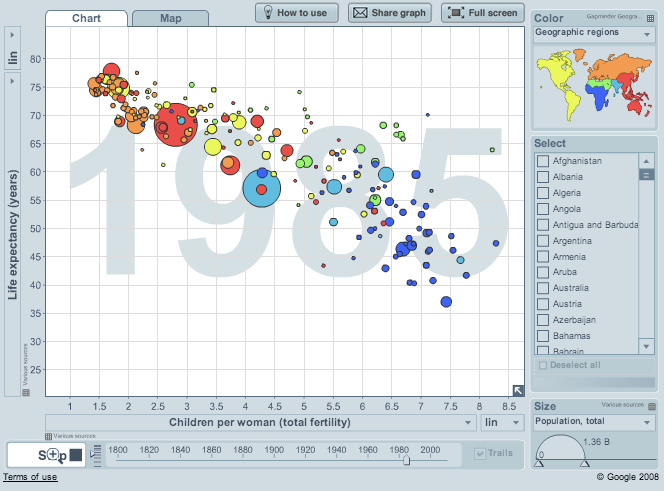 Chart
Map
How to use
Share graph
Full screen
Color
Gapminder Geogra...
Geographic regions
lin
Life expectancy (years)
Various sources
80
75
70
65
60
55
50
45
40
35
30
25
1985
1
1.5
2
2.5
3
3.5
4
4.5
5
5.5
6
6.5
7
7.5
8
8.5
Children per woman (total fertility)
lin
Various sources
Select
Afghanistan
Albania
Algeria
Angola
Antigua and Barbuda
Argentina
Armenia
Aruba
Australia
Austria
Azerbaijan
Bahamas
Bahrain
Deselect all
Size
Various sources
Population, total
1.36 B
1800
1820
1840
1860
1880
1900
1920
1940
1960
1980
2000
Trails
Terms of use
© Google 2008